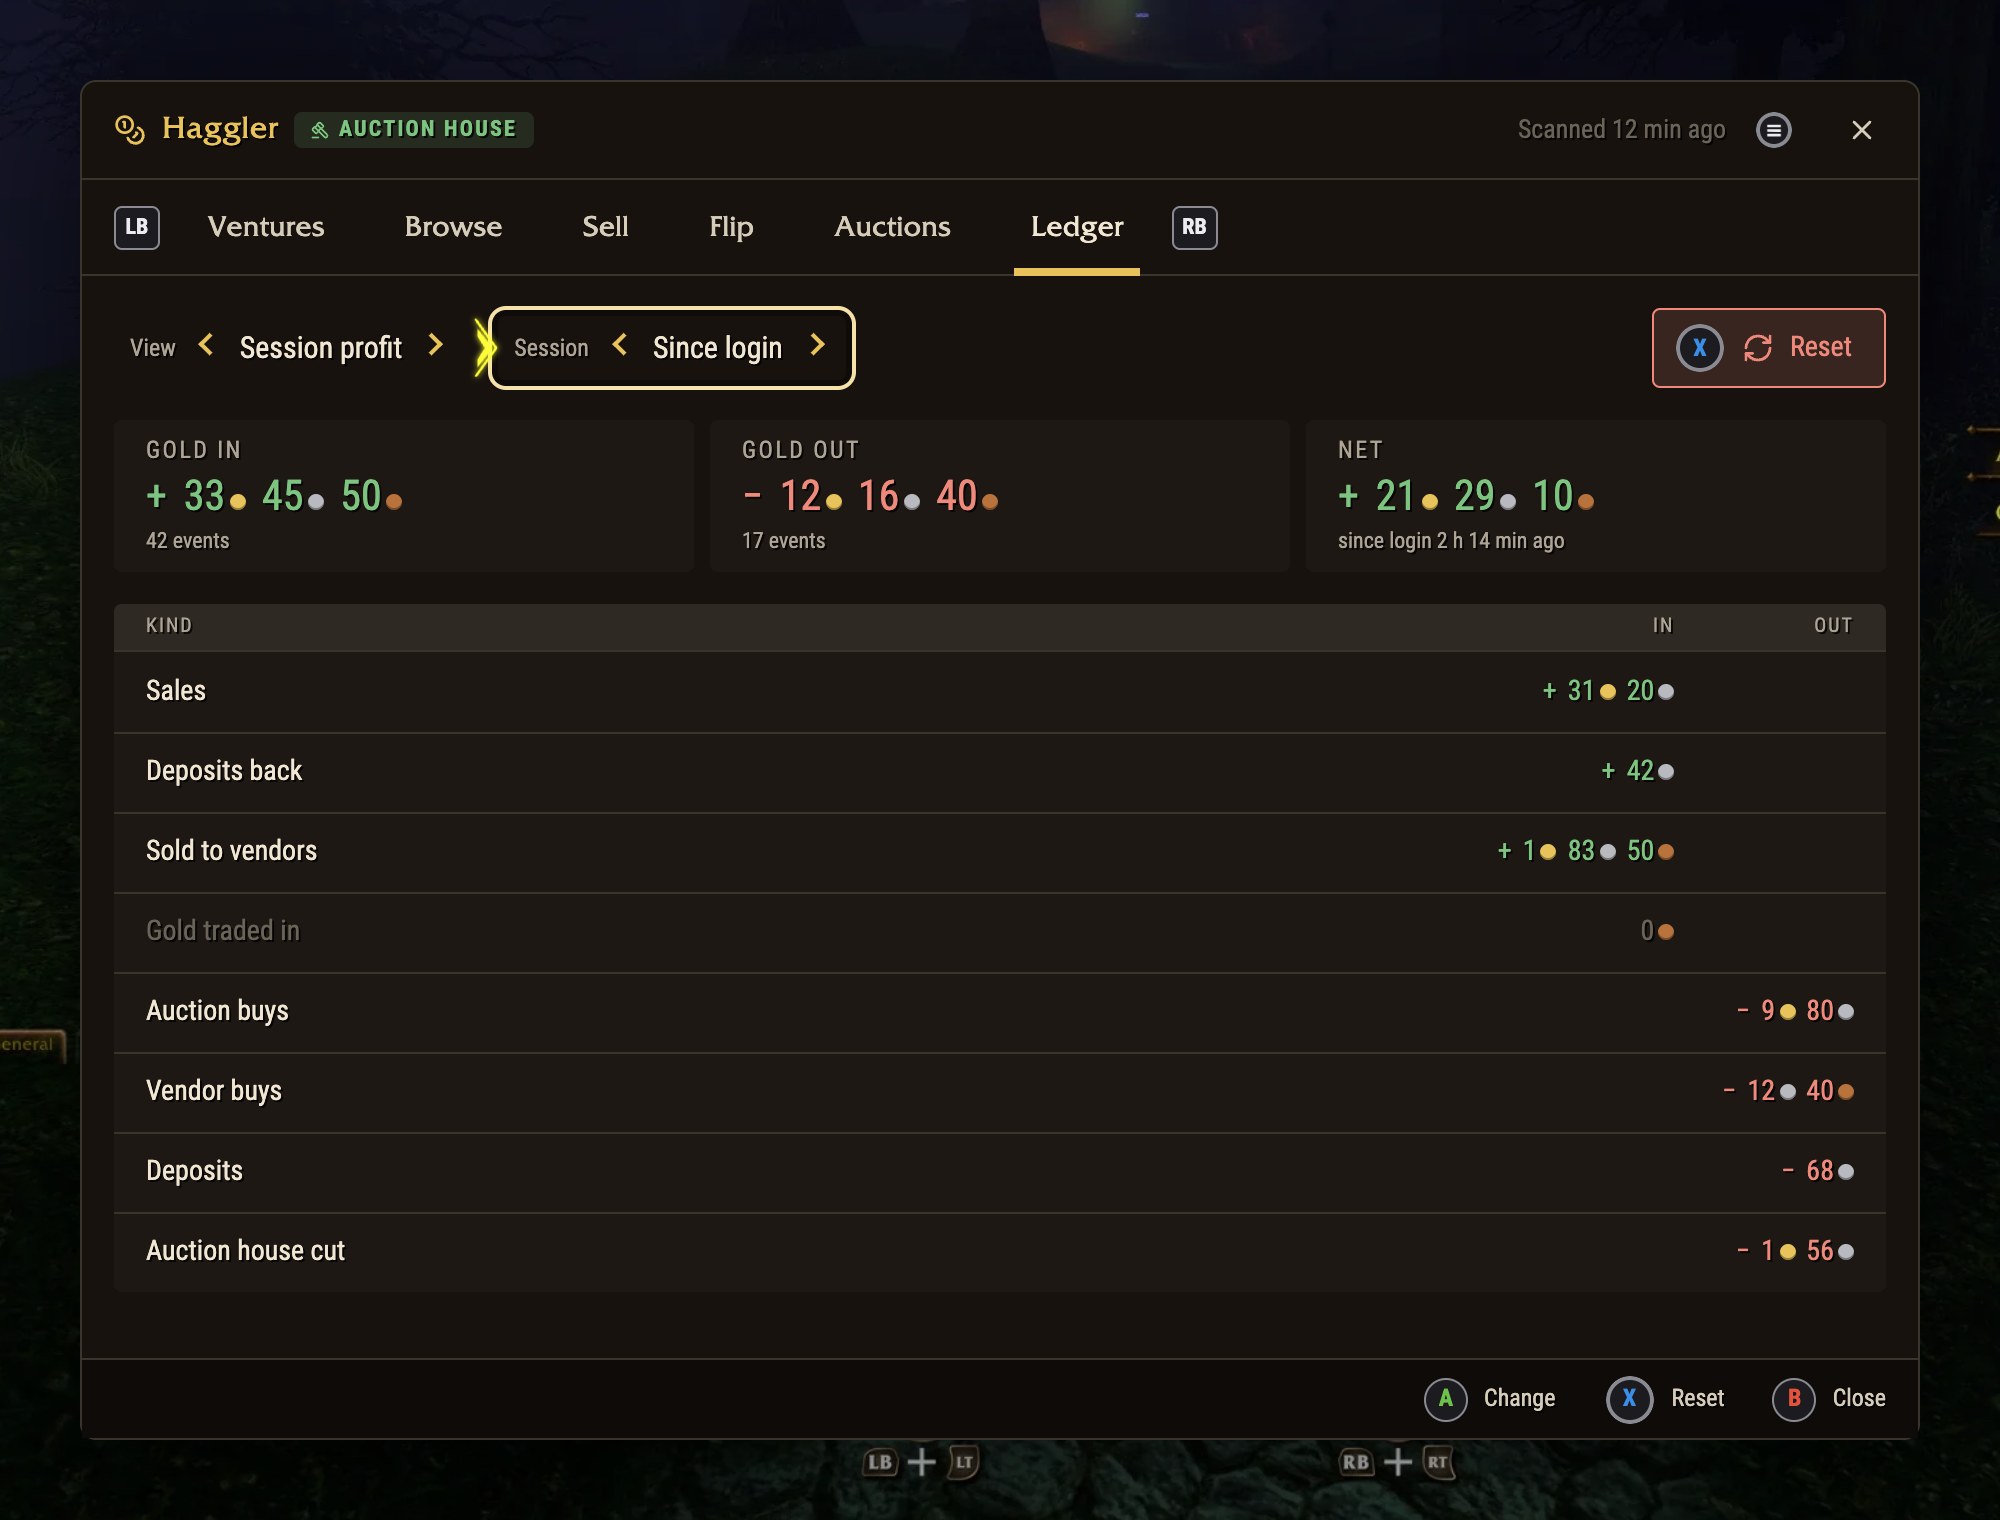 Haggler AUCTION HOUSE Scanned 12 min ago
LB Ventures Browse Sell Flip Auctions Ledger RB
View Session profit Session Since login X Reset
GOLD IN
+ 33 45 50
42 events
GOLD OUT
− 12 16 40
17 events
NET
+ 21 29 10
since login 2 h 14 min ago
KIND IN OUT
Sales + 31 20
Deposits back + 42
Sold to vendors + 1 83 50
Gold traded in 0
Auction buys − 9 80
eneral
Vendor buys − 12 40
Deposits − 68
Auction house cut − 1 56
A Change X Reset B Close
LB + LT RB + RT